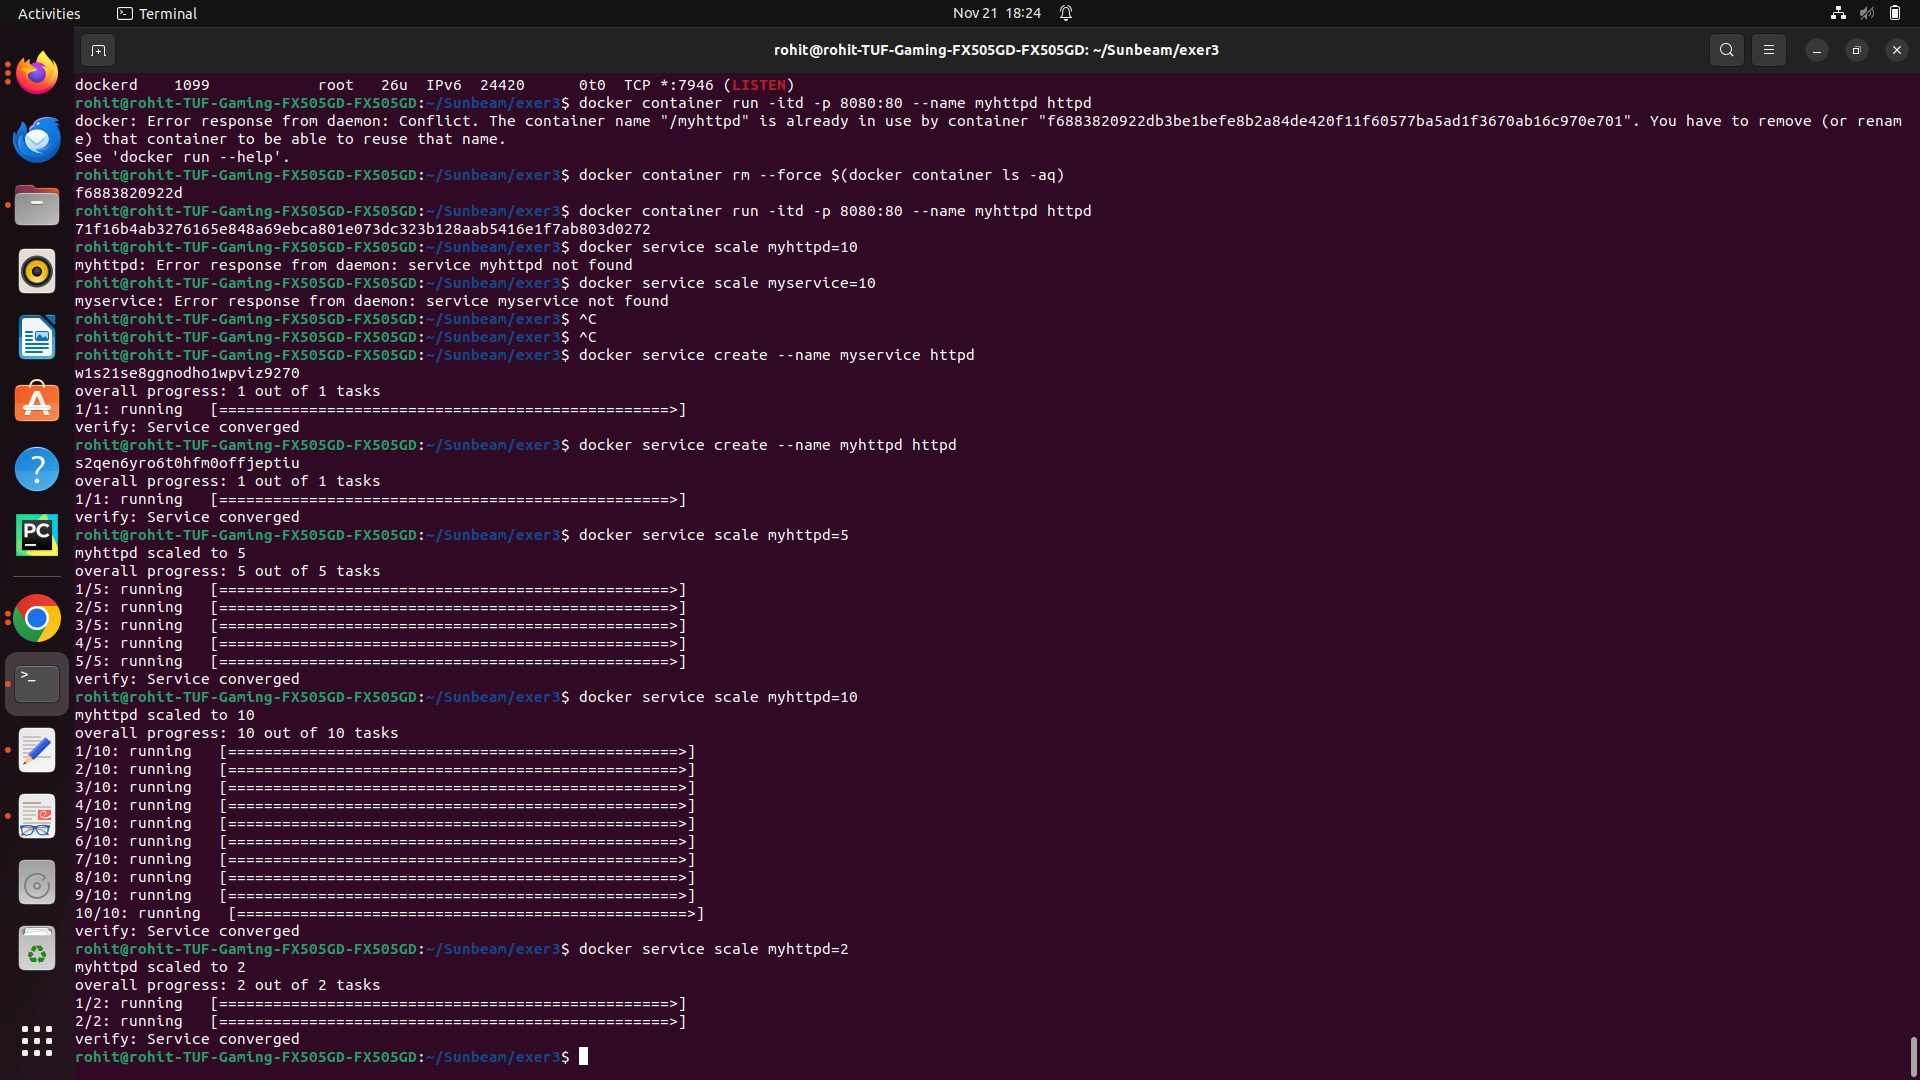 Activities Terminal Nov 21 18:24
rohit@rohit-TUF-Gaming-FX505GD-FX505GD: ~/Sunbeam/exer3
dockerd 1099 root 26u IPv6 24420 0t0 TCP *:7946 (LISTEN)
rohit@rohit-TUF-Gaming-FX505GD-FX505GD:~/Sunbeam/exer3$ docker container run -itd -p 8080:80 --name myhttpd httpd
docker: Error response from daemon: Conflict. The container name "/myhttpd" is already in use by container "f6883820922db3be1befe8b2a84de420f11f60577ba5ad1f3670ab16c970e701". You have to remove (or renam
e) that container to be able to reuse that name.
See 'docker run --help'.
rohit@rohit-TUF-Gaming-FX505GD-FX505GD:~/Sunbeam/exer3$ docker container rm --force $(docker container ls -aq)
f6883820922d
rohit@rohit-TUF-Gaming-FX505GD-FX505GD:~/Sunbeam/exer3$ docker container run -itd -p 8080:80 --name myhttpd httpd
71f16b4ab3276165e848a69ebca801e073dc323b128aab5416e1f7ab803d0272
rohit@rohit-TUF-Gaming-FX505GD-FX505GD:~/Sunbeam/exer3$ docker service scale myhttpd=10
myhttpd: Error response from daemon: service myhttpd not found
rohit@rohit-TUF-Gaming-FX505GD-FX505GD:~/Sunbeam/exer3$ docker service scale myservice=10
myservice: Error response from daemon: service myservice not found
rohit@rohit-TUF-Gaming-FX505GD-FX505GD:~/Sunbeam/exer3$ ^C
rohit@rohit-TUF-Gaming-FX505GD-FX505GD:~/Sunbeam/exer3$ ^C
rohit@rohit-TUF-Gaming-FX505GD-FX505GD:~/Sunbeam/exer3$ docker service create --name myservice httpd
w1s21se8ggnodho1wpviz9270
overall progress: 1 out of 1 tasks
1/1: running [==================================================>]
verify: Service converged
rohit@rohit-TUF-Gaming-FX505GD-FX505GD:~/Sunbeam/exer3$ docker service create --name myhttpd httpd
s2qen6yro6t0hfm0offjeptiu
overall progress: 1 out of 1 tasks
1/1: running [==================================================>]
verify: Service converged
rohit@rohit-TUF-Gaming-FX505GD-FX505GD:~/Sunbeam/exer3$ docker service scale myhttpd=5
myhttpd scaled to 5
overall progress: 5 out of 5 tasks
1/5: running [==================================================>]
2/5: running [==================================================>]
3/5: running [==================================================>]
4/5: running [==================================================>]
5/5: running [==================================================>]
verify: Service converged
rohit@rohit-TUF-Gaming-FX505GD-FX505GD:~/Sunbeam/exer3$ docker service scale myhttpd=10
myhttpd scaled to 10
overall progress: 10 out of 10 tasks
1/10: running [==================================================>]
2/10: running [==================================================>]
3/10: running [==================================================>]
4/10: running [==================================================>]
5/10: running [==================================================>]
6/10: running [==================================================>]
7/10: running [==================================================>]
8/10: running [==================================================>]
9/10: running [==================================================>]
10/10: running [==================================================>]
verify: Service converged
rohit@rohit-TUF-Gaming-FX505GD-FX505GD:~/Sunbeam/exer3$ docker service scale myhttpd=2
myhttpd scaled to 2
overall progress: 2 out of 2 tasks
1/2: running [==================================================>]
2/2: running [==================================================>]
verify: Service converged
rohit@rohit-TUF-Gaming-FX505GD-FX505GD:~/Sunbeam/exer3$
PC